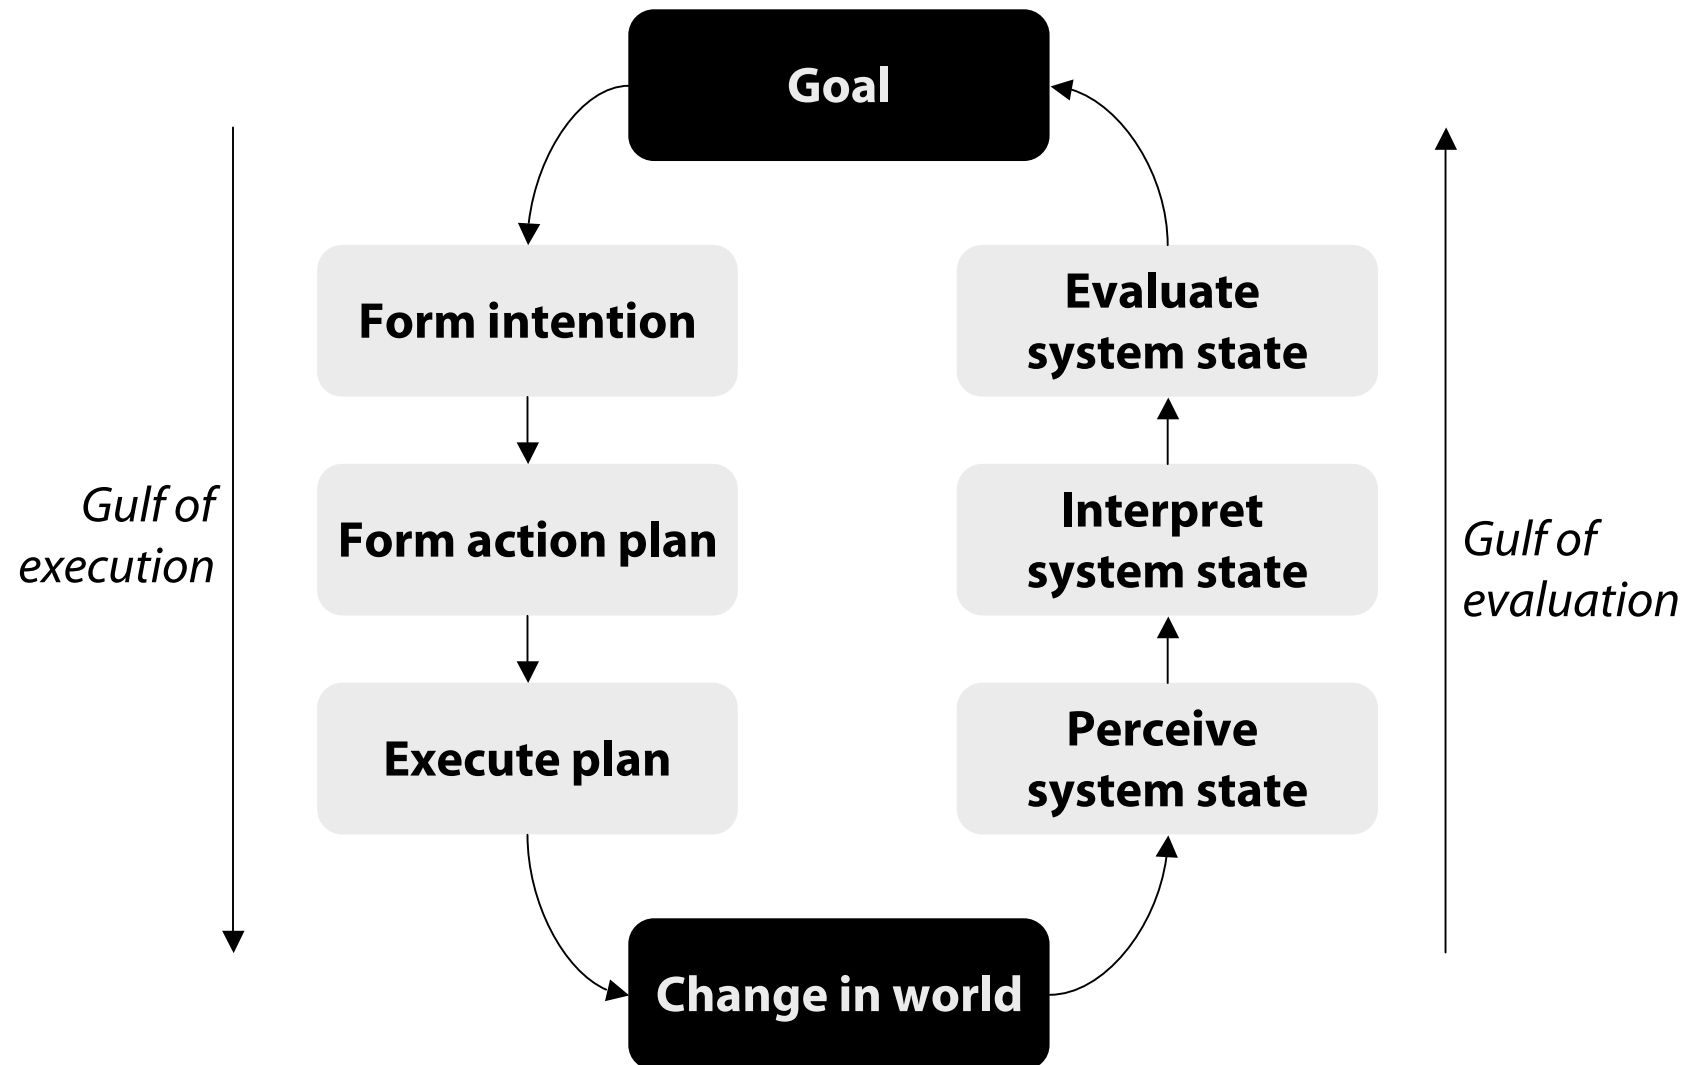 Goal
Gulf of
execution
Form intention
Form action plan
Execute plan
Change in world
Perceive
system state
Interpret
system state
Evaluate
system state
Gulf of
evaluation